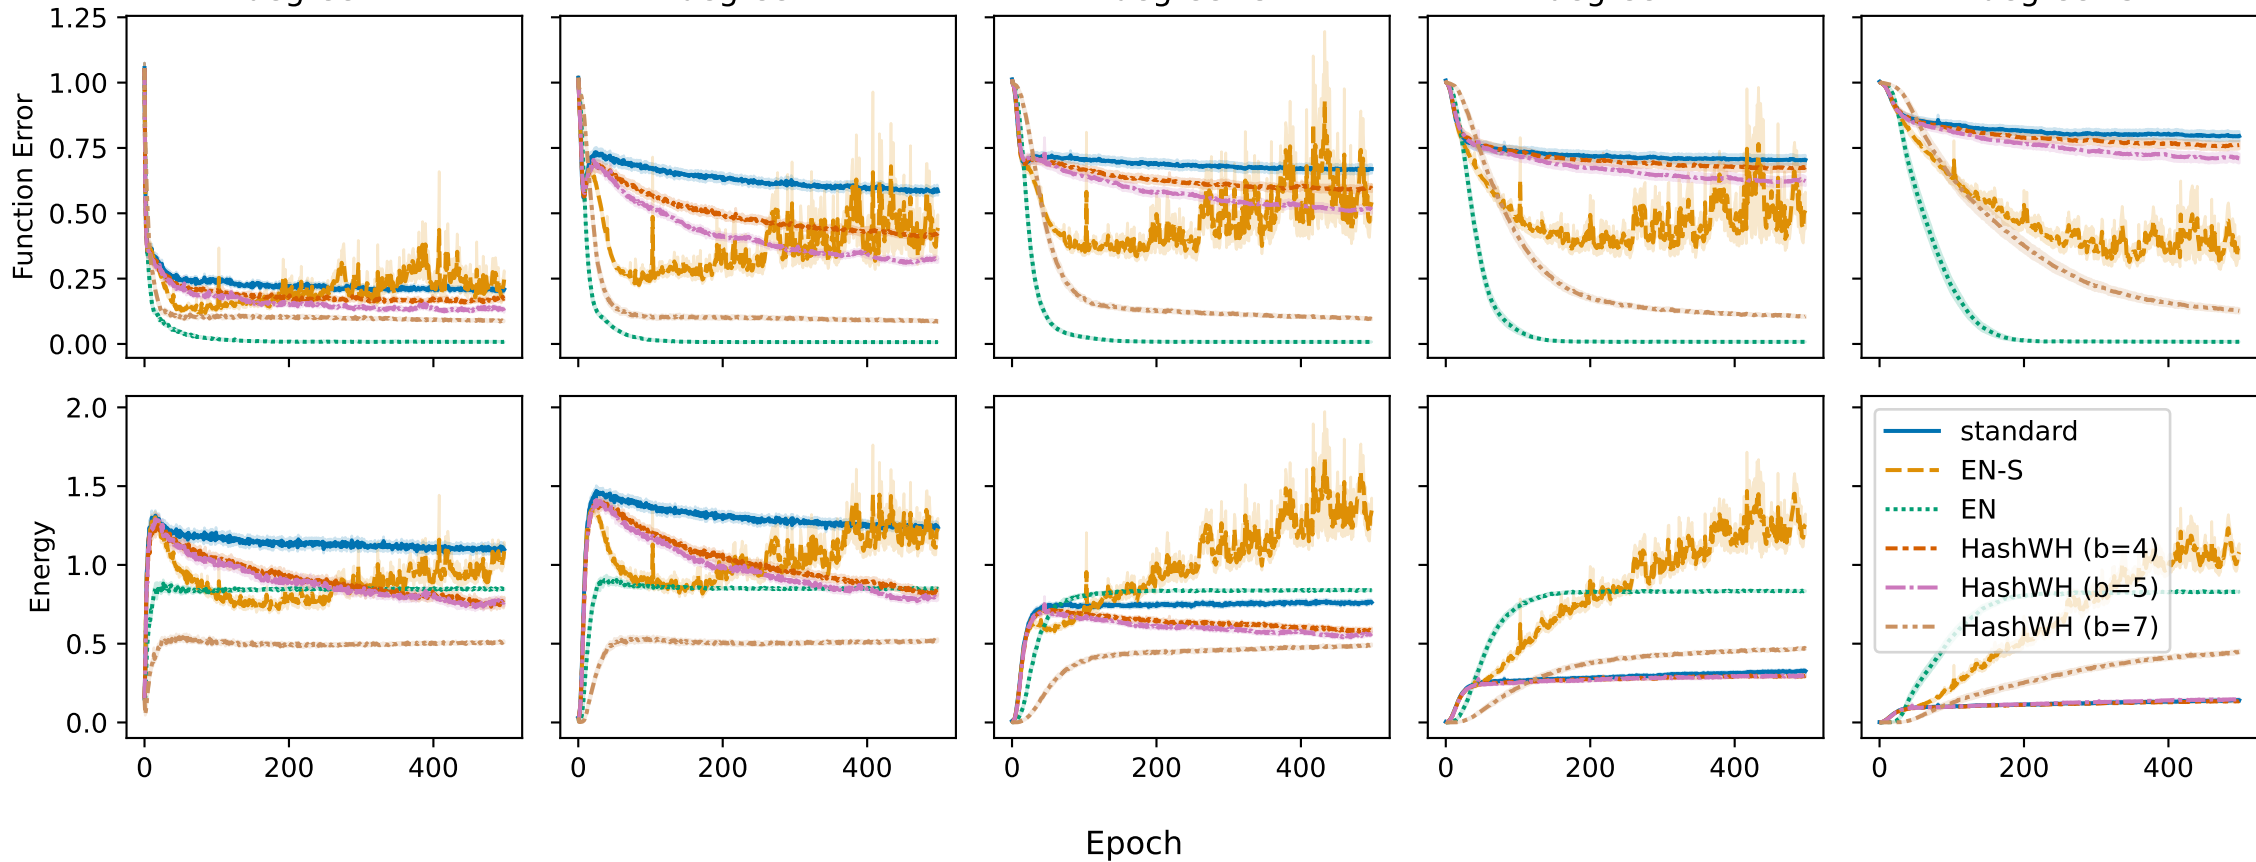 1.25
1.00
0.75
0.50
0.25
0.00
Function Error
2.0
1.5
1.0
0.5
0.0
Energy
standard
EN-S
EN
HashWH (b=4)
HashWH (b=5)
HashWH (b=7)
0 200 400 0 200 400 0 200 400 0 200 400 0 200 400
Epoch